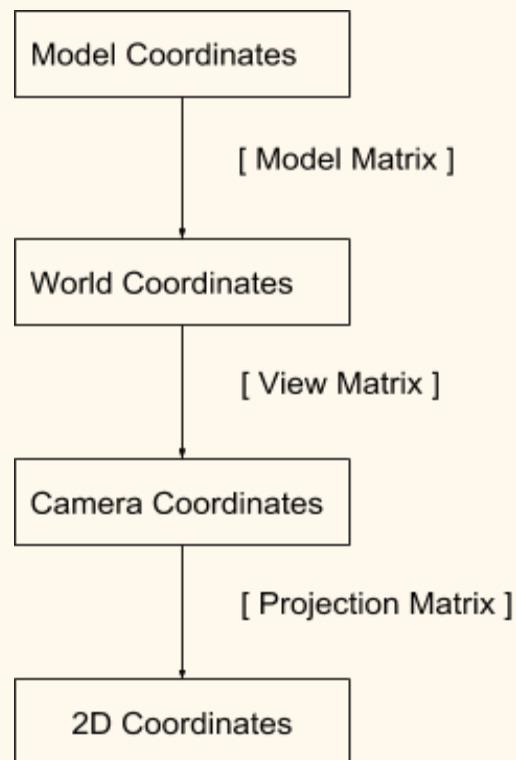 Model Coordinates
[ Model Matrix ]
World Coordinates
[ View Matrix ]
Camera Coordinates
[ Projection Matrix ]
2D Coordinates